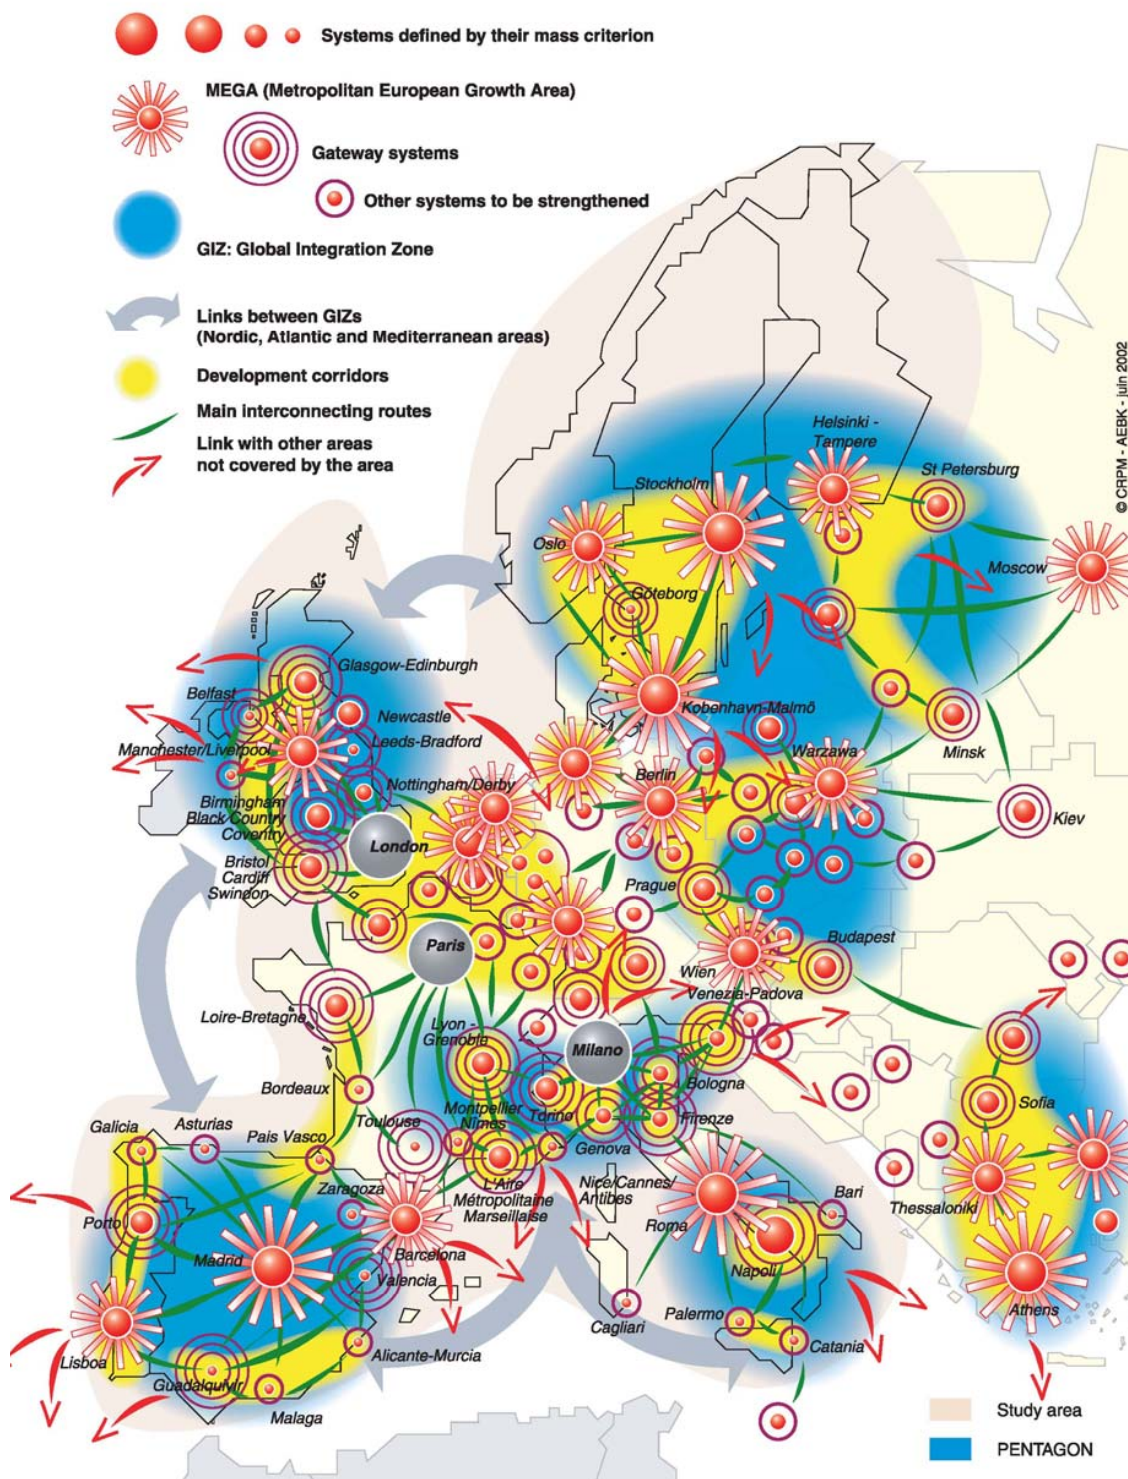 Systems defined by their mass criterion
MEGA (Metropolitan European Growth Area)
Gateway systems
Other systems to be strengthened
GIZ: Global Integration Zone
Links between GIZs
(Nordic, Atlantic and Mediterranean areas)
Development corridors
Main interconnecting routes
Link with other areas
not covered by the area
© CRPM - AEBK - juin 2002
Helsinki -
Tampere
St Petersburg
Stockholm
Oslo
Moscow
Göteborg
Glasgow-Edinburgh
Belfast
Newcastle
Kobenhavn-Malmö
Minsk
Manchester/Liverpool
Leeds-Bradford
Warzawa
Nottingham/Derby
Berlin
Birmingham
Black Country
Coventry
Kiev
London
Bristol
Cardiff
Swindon
Prague
Paris
Budapest
Wien
Venezia-Padova
Loire-Bretagne
Lyon -
Grenoble
Milano
Bordeaux
Bologna
Sofia
Galicia
Asturias
Pais Vasco
Toulouse
Montpellier
Nimes
Torino
Genova
Firenze
Zaragoza
L'Aire
Métropolitaine
Marseillaise
Nice/Cannes/
Antibes
Thessaloniki
Porto
Madrid
Barcelona
Roma
Bari
Valencia
Napoli
Lisboa
Alicante-Murcia
Cagliari
Palermo
Catania
Athens
Guadalquivir
Malaga
Study area
PENTAGON